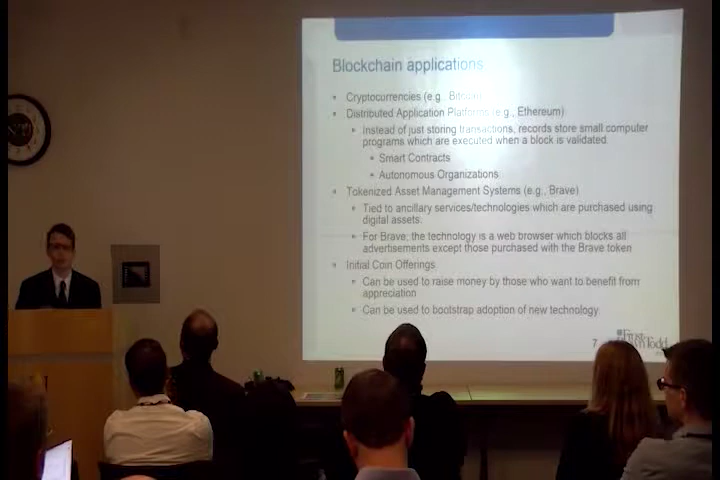 Blockchain applications
• Cryptocurrencies (e.g. Bitcoin)
• Distributed Application Platforms (e.g., Ethereum)
• Instead of just storing transactions, records store small computer
programs which are executed when a block is validated.
• Smart Contracts
• Autonomous Organizations
• Tokenized Asset Management Systems (e.g., Brave)
• Tied to ancillary services/technologies which are purchased using
digital assets.
• For Brave, the technology is a web browser which blocks all
advertisements except those purchased with the Brave token
• Initial Coin Offerings
• Can be used to raise money by those who want to benefit from
appreciation
• Can be used to bootstrap adoption of new technology
7
Frost
Todd